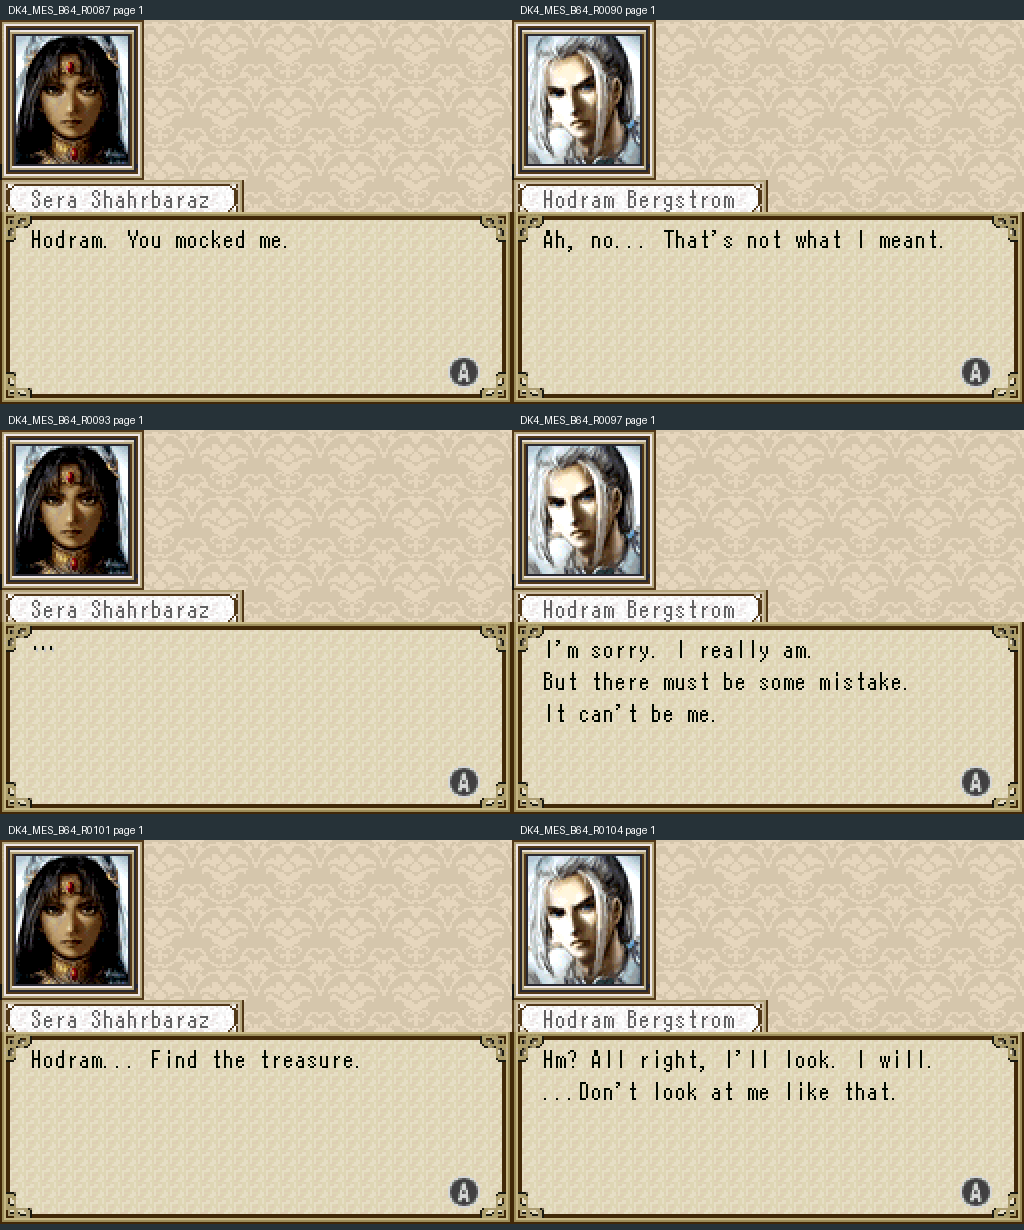 DK4_MES_B64_R0087 page 1
Sera Shahrbaraz
Hodram. You mocked me.
A
DK4_MES_B64_R0090 page 1
Hodram Bergstrom
Ah, no... That's not what I meant.
A
DK4_MES_B64_R0093 page 1
Sera Shahrbaraz
...
A
DK4_MES_B64_R0097 page 1
Hodram Bergstrom
I'm sorry. I really am.
But there must be some mistake.
It can't be me.
A
DK4_MES_B64_R0101 page 1
Sera Shahrbaraz
Hodram... Find the treasure.
A
DK4_MES_B64_R0104 page 1
Hodram Bergstrom
Hm? All right, I'll look. I will.
...Don't look at me like that.
A